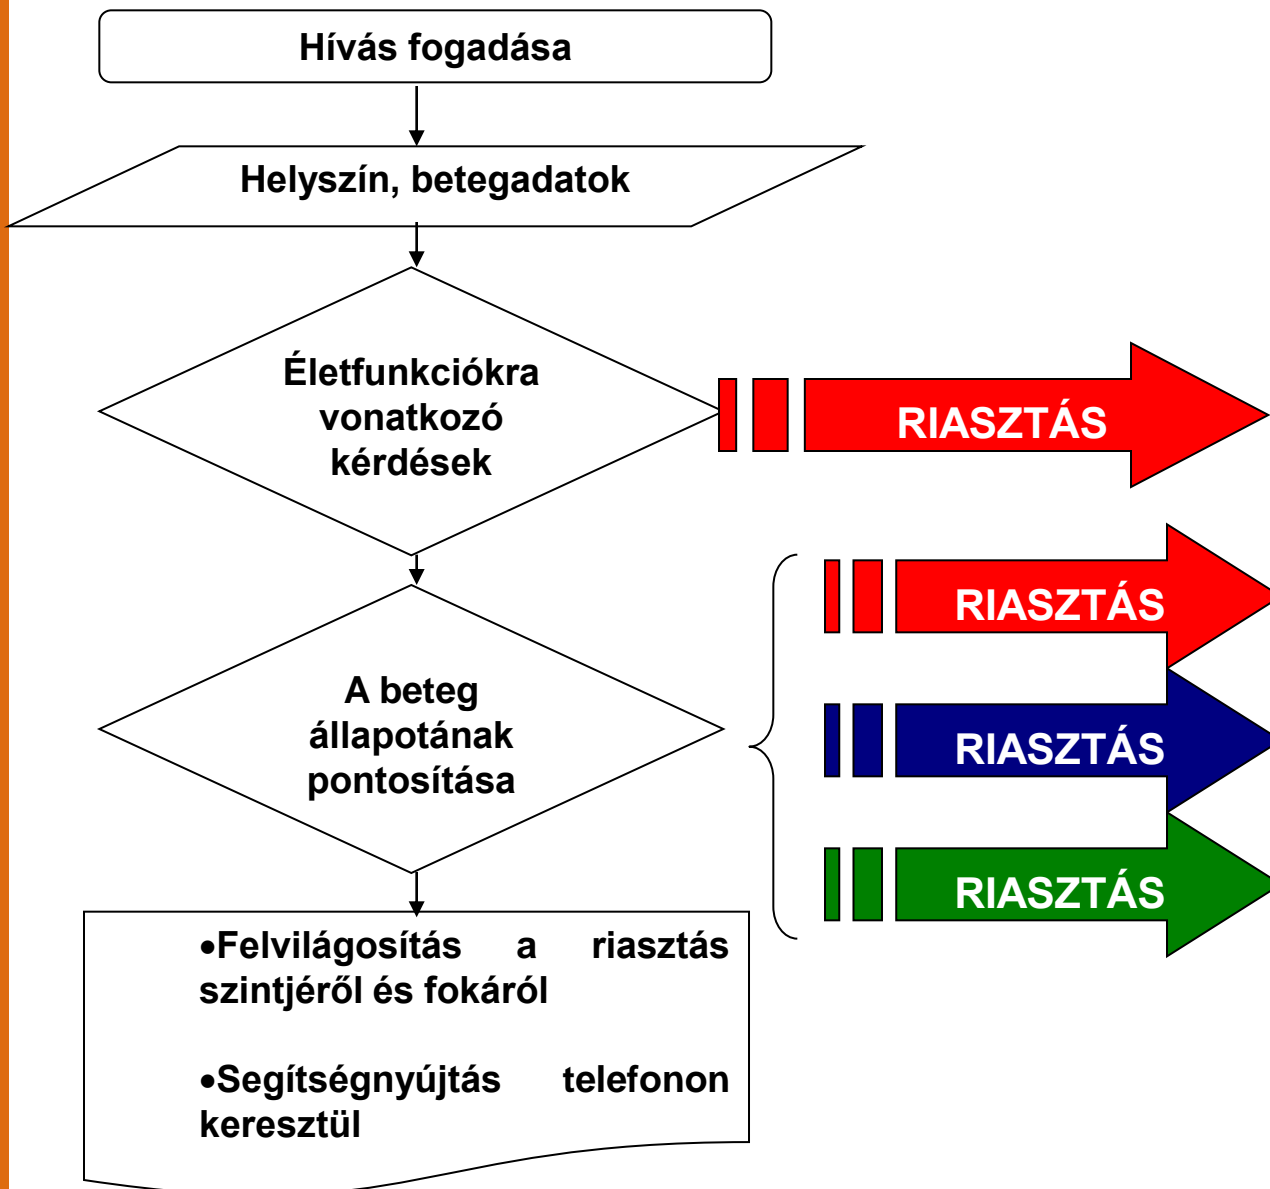 Hívás fogadása
Helyszín, betegadatok
Életfunkciókra
vonatkozó
kérdések
RIASZTÁS
A beteg
állapotának
pontosítása
RIASZTÁS
RIASZTÁS
RIASZTÁS
•Felvilágosítás a riasztás
szintjéről és fokáról
•Segítségnyújtás telefonon
keresztül